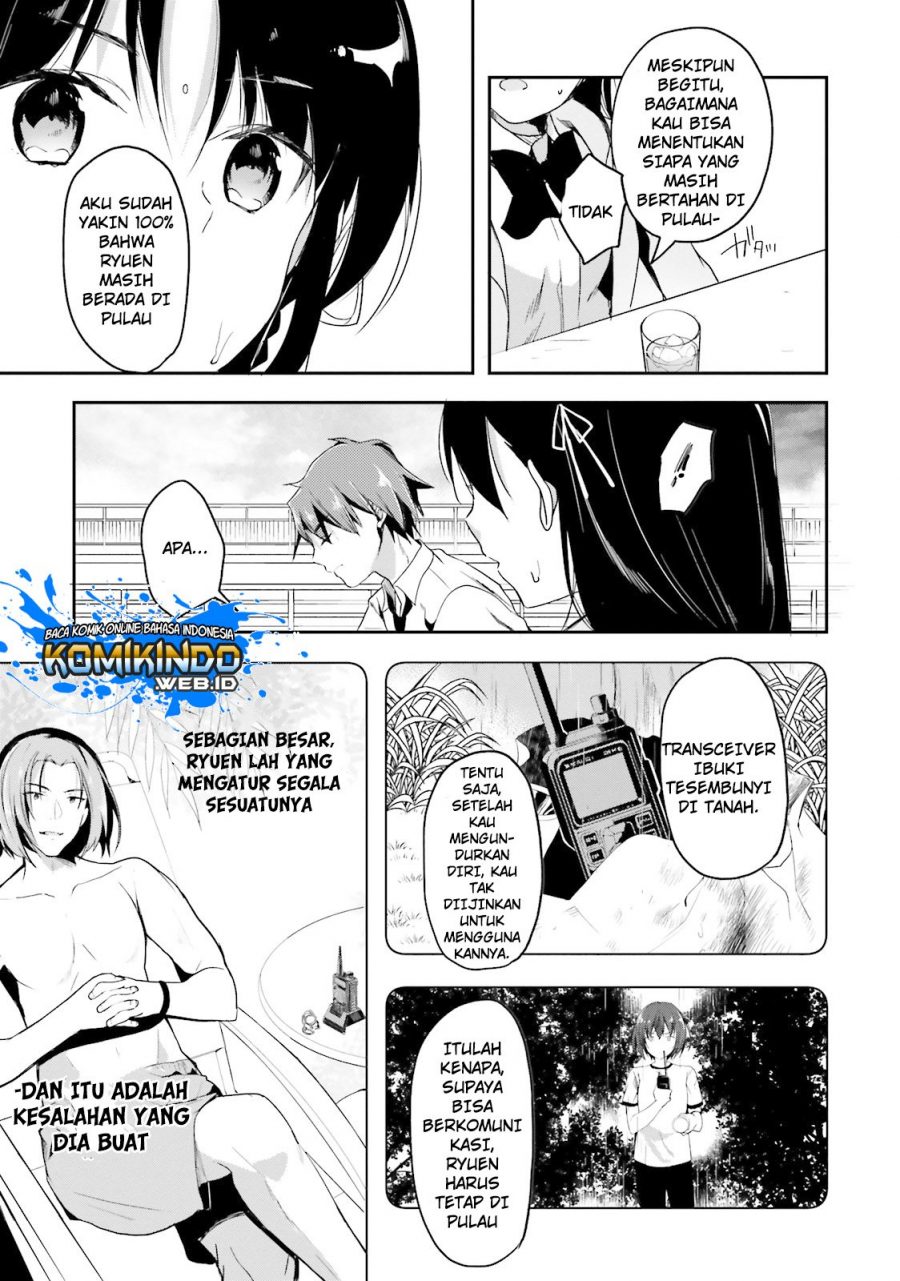 MESKIPUN
BEGITU,
BAGAIMANA
KAU BISA
MENENTUKAN
SIAPA YANG
MASIH
BERTAHAN DI
PULAU-
TIDAK
ガタッ
AKU SUDAH
YAKIN 100%
BAHWA
RYUEN
MASIH
BERADA DI
PULAU
...!
APA...
BACA KOMIK ONLINE BAHASA INDONESIA
KOMIKINDO
.WEB.ID
TRANSCEIVER
IBUKI
TESEMBUNYI
DI TANAH.
TENTU
SAJA,
SETELAH
KAU
MENGUN-
DURKAN
DIRI, KAU
TAK
DIIJINKAN
UNTUK
MENGGUNA
KANNYA.
ITULAH
KENAPA,
SUPAYA
BISA
BERKOMUNI
KASI,
RYUEN
HARUS
TETAP DI
PULAU
SEBAGIAN BESAR,
RYUEN LAH YANG
MENGATUR SEGALA
SESUATUNYA
-DAN ITU ADALAH
KESALAHAN YANG
DIA BUAT